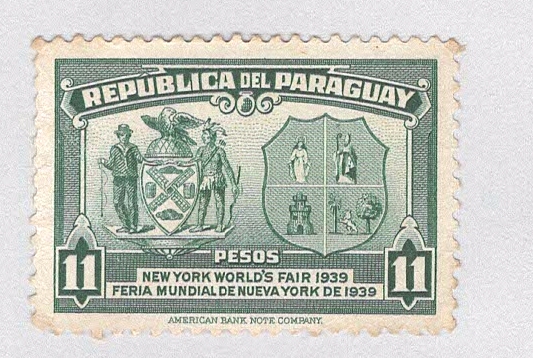 REPUBLICA DEL PARAGUAY
PESOS
11 11
NEW YORK WORLD'S FAIR 1939
FERIA MUNDIAL DE NUEVA YORK DE 1939
AMERICAN BANK NOTE COMPANY.